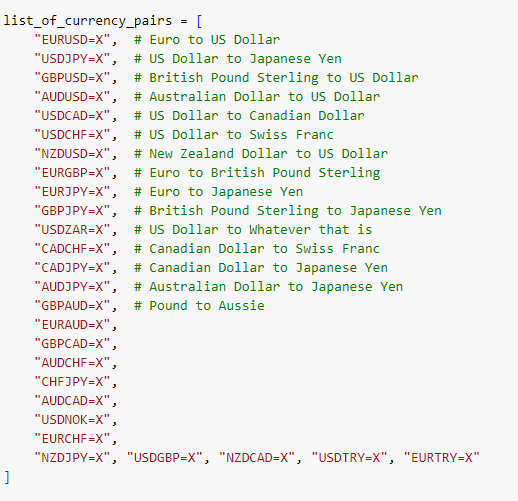 list_of_currency_pairs = [
    "EURUSD=X",  # Euro to US Dollar
    "USDJPY=X",  # US Dollar to Japanese Yen
    "GBPUSD=X",  # British Pound Sterling to US Dollar
    "AUDUSD=X",  # Australian Dollar to US Dollar
    "USDCAD=X",  # US Dollar to Canadian Dollar
    "USDCHF=X",  # US Dollar to Swiss Franc
    "NZDUSD=X",  # New Zealand Dollar to US Dollar
    "EURGBP=X",  # Euro to British Pound Sterling
    "EURJPY=X",  # Euro to Japanese Yen
    "GBPJPY=X",  # British Pound Sterling to Japanese Yen
    "USDZAR=X",  # US Dollar to Whatever that is
    "CADCHF=X",  # Canadian Dollar to Swiss Franc
    "CADJPY=X",  # Canadian Dollar to Japanese Yen
    "AUDJPY=X",  # Australian Dollar to Japanese Yen
    "GBPAUD=X",  # Pound to Aussie
    "EURAUD=X",
    "GBPCAD=X",
    "AUDCHF=X",
    "CHFJPY=X",
    "AUDCAD=X",
    "USDNOK=X",
    "EURCHF=X",
    "NZDJPY=X", "USDGBP=X", "NZDCAD=X", "USDTRY=X", "EURTRY=X"
]